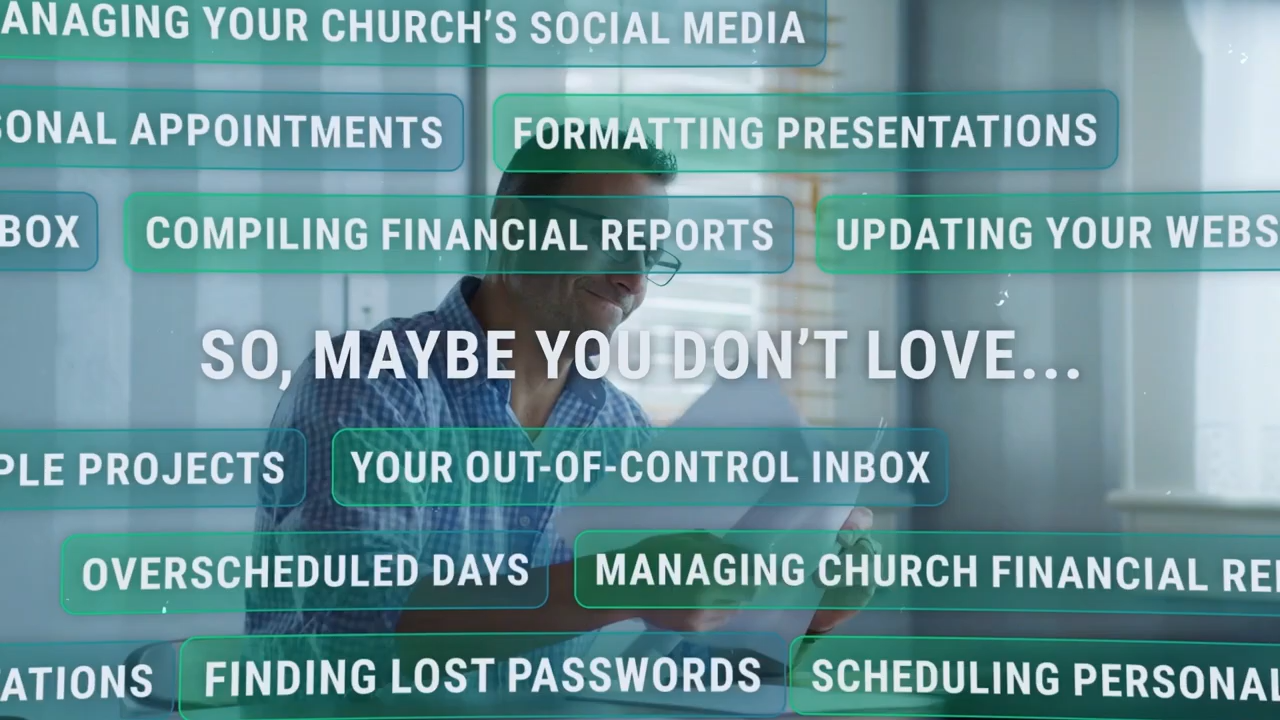 ANAGING YOUR CHURCH’S SOCIAL MEDIA
SONAL APPOINTMENTS FORMATTING PRESENTATIONS
BOX COMPILING FINANCIAL REPORTS UPDATING YOUR WEBS
SO, MAYBE YOU DON’T LOVE...
PLE PROJECTS YOUR OUT-OF-CONTROL INBOX
OVERSCHEDULED DAYS MANAGING CHURCH FINANCIAL RE
TATIONS FINDING LOST PASSWORDS SCHEDULING PERSONAL